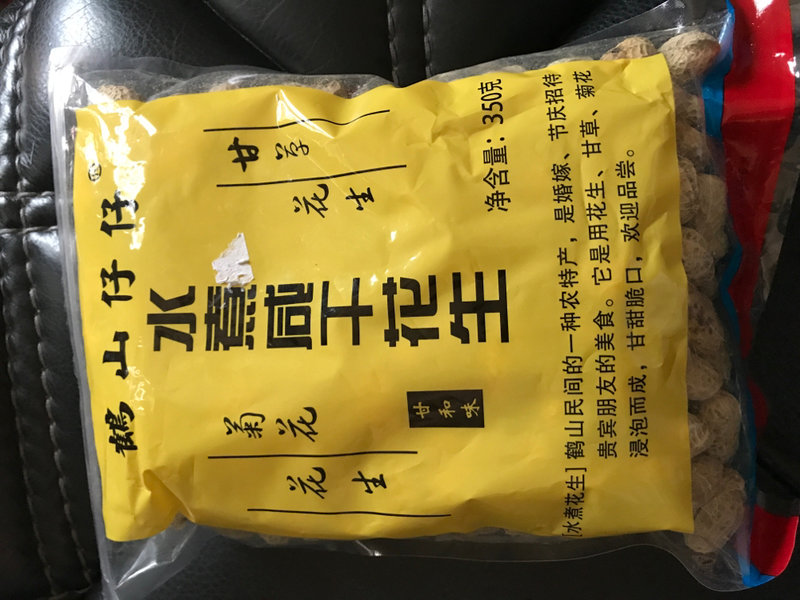 鹤山仔仔®
甘草
花生
净含量：350克
水煮咸干花生
菊花
花生
甘和味
[水煮花生]鹤山民间的一种农特产，是婚嫁、节庆招待
贵宾朋友的美食。它是用花生、甘草、菊花
浸泡而成，甘甜脆口，欢迎品尝。